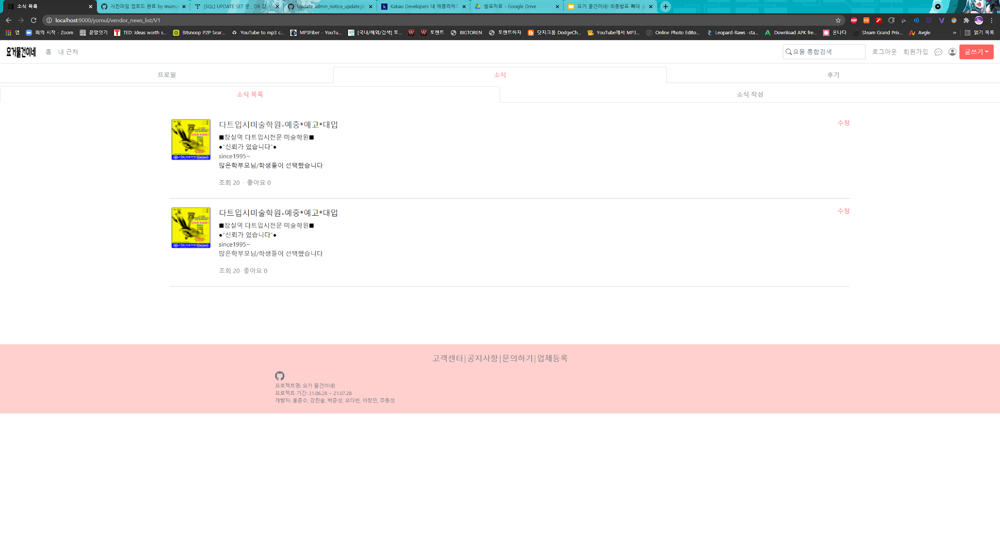 요물 소식 목록
사진파일 업로드 완료 by mumu
[SQL] UPDATE SET 문 , DB 값 수
Update admin_notice_update.jsp
Kakao Developers 내 애플리케이
발표자료 - Google Drive
요거 물건이네! 최종발표 뼈대 .p
localhost:9000/yomul/vendor_news_list/V1
앱 회의 시작 - Zoom 끝말잇기 TED: Ideas worth s... Bitsnoop P2P Sear... YouTube to mp3 c... MP3Fiber - YouTu... [국내/해외/검색] 토... 토렌트 BIGTOREN 토렌트하자 닷지크롬 DodgeCh... YouTube에서 MP3... Online Photo Edito... Leopard-Raws -sta... Download APK fre... 온나다 Steam Grand Prix... Avgle » 읽기 목록
요거물건이네 홈 내 근처 요물 통합검색 로그아웃 회원가입 글쓰기
프로필 소식 후기
소식 목록 소식 작성
다트입시미술학원-예중*예고*대입 수정
■잠실역 다트입시전문 미술학원■
●"신뢰가 있습니다"●
since1995~
많은학부모님/학생들이 선택했습니다
조회 20 · 좋아요 0
다트입시미술학원-예중*예고*대입 수정
■잠실역 다트입시전문 미술학원■
●"신뢰가 있습니다"●
since1995~
많은학부모님/학생들이 선택했습니다
조회 20·좋아요 0
고객센터|공지사항|문의하기|업체등록
프로젝트명: 요거 물건이네!
프로젝트 기간: 21.06.28 ~ 21.07.28
개발자: 홍준수, 강진슬, 박준성, 오다빈, 이창민, 주동성